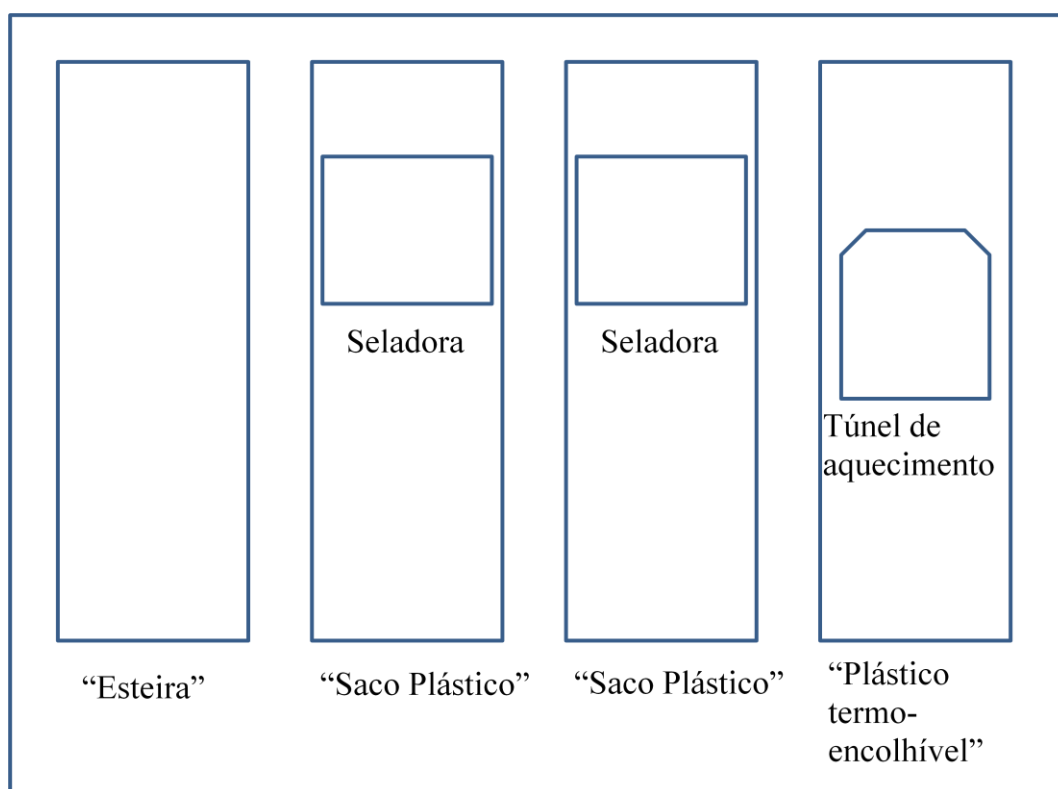 Seladora
Seladora
Túnel de
aquecimento
“Esteira”
“Saco Plástico”
“Saco Plástico”
“Plástico
termo-
encolhível”